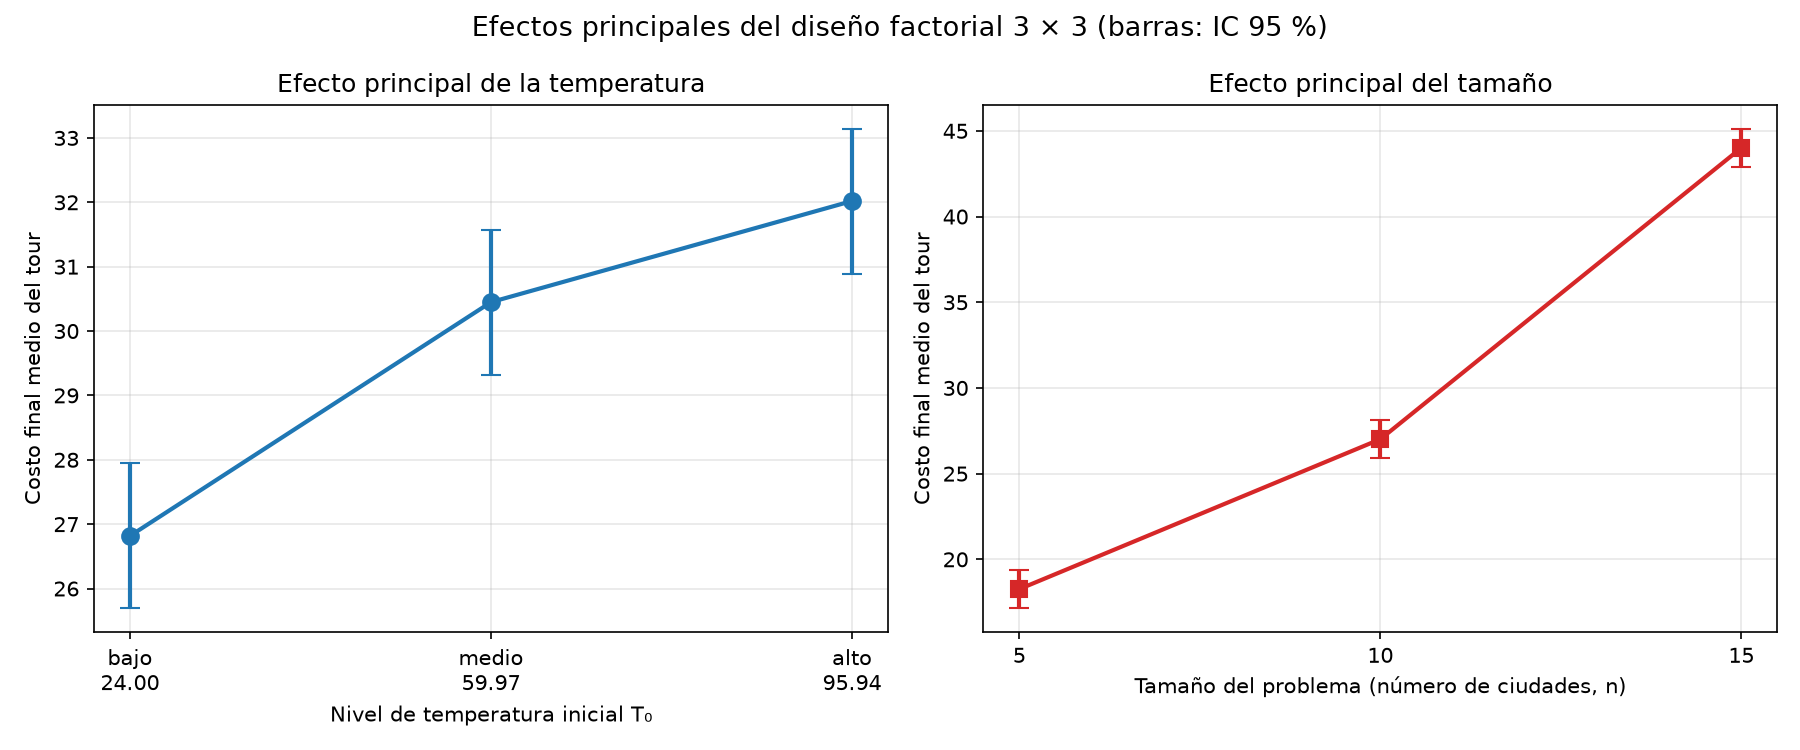 Efectos principales del diseño factorial 3 × 3 (barras: IC 95 %)
Efecto principal de la temperatura
Costo final medio del tour
33
32
31
30
29
28
27
26
bajo
24.00
medio
59.97
alto
95.94
Nivel de temperatura inicial T₀
Efecto principal del tamaño
Costo final medio del tour
45
40
35
30
25
20
5
10
15
Tamaño del problema (número de ciudades, n)